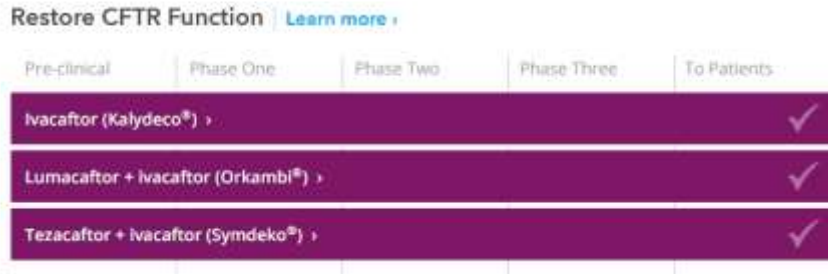 Restore CFTR Function Learn more ›
Pre-clinical Phase One Phase Two Phase Three To Patients
Ivacaftor (Kalydeco®) ›
Lumacaftor + ivacaftor (Orkambi®) ›
Tezacaftor + ivacaftor (Symdeko®) ›